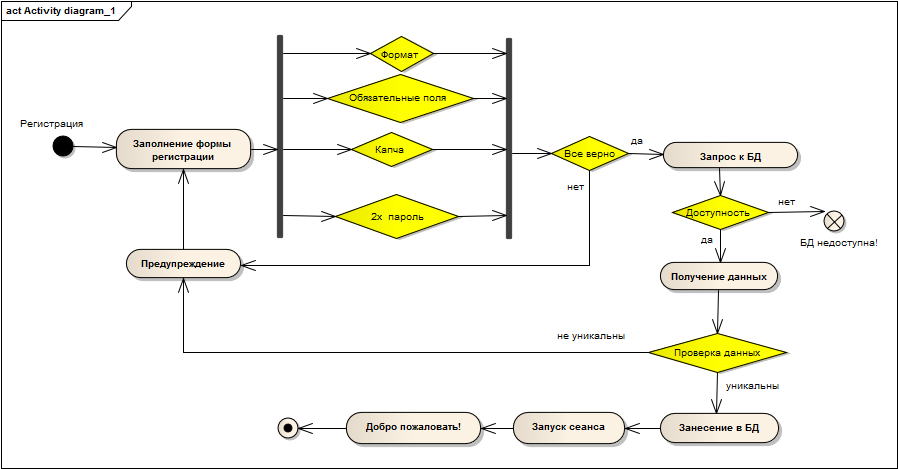 act Activity diagram_1
Регистрация
Заполнение формы
регистрации
Формат
Обязательные поля
Капча
2х пароль
Все верно
да
нет
Запрос к БД
Доступность
нет
БД недоступна!
да
Предупреждение
Получение данных
не уникальны
Проверка данных
уникальны
Добро пожаловать!
Запуск сеанса
Занесение в БД